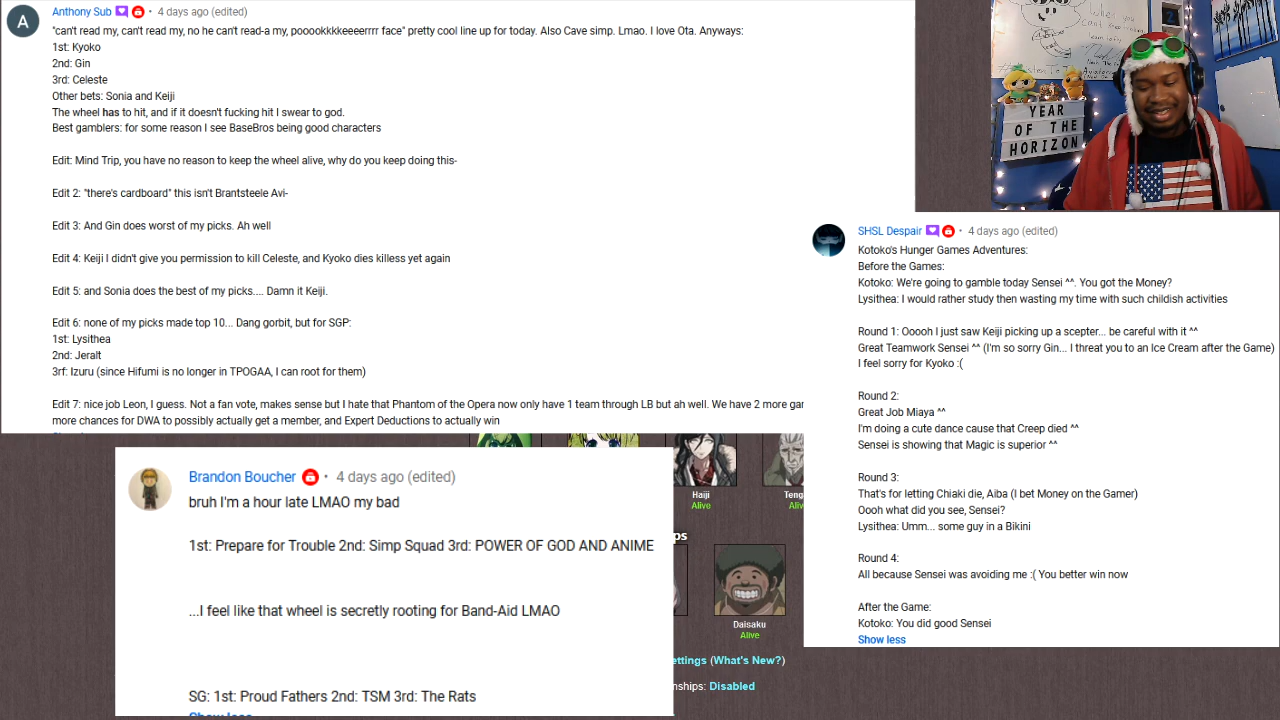 Anthony Sub • 4 days ago (edited)
"can't read my, can't read my, no he can't read-a my, pooookkkkeeeerrrr face" pretty cool line up for today. Also Cave simp. Lmao. I love Ota. Anyways:
1st: Kyoko
2nd: Gin
3rd: Celeste
Other bets: Sonia and Keiji
The wheel has to hit, and if it doesn't fucking hit I swear to god.
Best gamblers: for some reason I see BaseBros being good characters
Edit: Mind Trip, you have no reason to keep the wheel alive, why do you keep doing this-
Edit 2: "there's cardboard" this isn't Brantsteele Avi-
Edit 3: And Gin does worst of my picks. Ah well
Edit 4: Keiji I didn't give you permission to kill Celeste, and Kyoko dies killess yet again
Edit 5: and Sonia does the best of my picks.... Damn it Keiji.
Edit 6: none of my picks made top 10... Dang gorbit, but for SGP:
1st: Lysithea
2nd: Jeralt
3rf: Izuru (since Hifumi is no longer in TPOGAA, I can root for them)
Edit 7: nice job Leon, I guess. Not a fan vote, makes sense but I hate that Phantom of the Opera now only have 1 team through LB but ah well. We have 2 more gar
more chances for DWA to possibly actually get a member, and Expert Deductions to actually win
YEAR
OF THE
HORIZON
SHSL Despair • 4 days ago (edited)
Kotoko's Hunger Games Adventures:
Before the Games:
Kotoko: We're going to gamble today Sensei ^^. You got the Money?
Lysithea: I would rather study then wasting my time with such childish activities
Round 1: Ooooh I just saw Keiji picking up a scepter... be careful with it ^^
Great Teamwork Sensei ^^ (I'm so sorry Gin... I threat you to an Ice Cream after the Game)
I feel sorry for Kyoko :(
Round 2:
Great Job Miaya ^^
I'm doing a cute dance cause that Creep died ^^
Sensei is showing that Magic is superior ^^
Round 3:
That's for letting Chiaki die, Aiba (I bet Money on the Gamer)
Oooh what did you see, Sensei?
Lysithea: Umm... some guy in a Bikini
Round 4:
All because Sensei was avoiding me :( You better win now
After the Game:
Kotoko: You did good Sensei
Show less
Brandon Boucher • 4 days ago (edited)
bruh I'm a hour late LMAO my bad
1st: Prepare for Trouble 2nd: Simp Squad 3rd: POWER OF GOD AND ANIME
...I feel like that wheel is secretly rooting for Band-Aid LMAO
SG: 1st: Proud Fathers 2nd: TSM 3rd: The Rats
Show less
Haiji
Alive
Teng
Aliv
ps
Daisaku
Alive
ettings (What's New?)
nships: Disabled